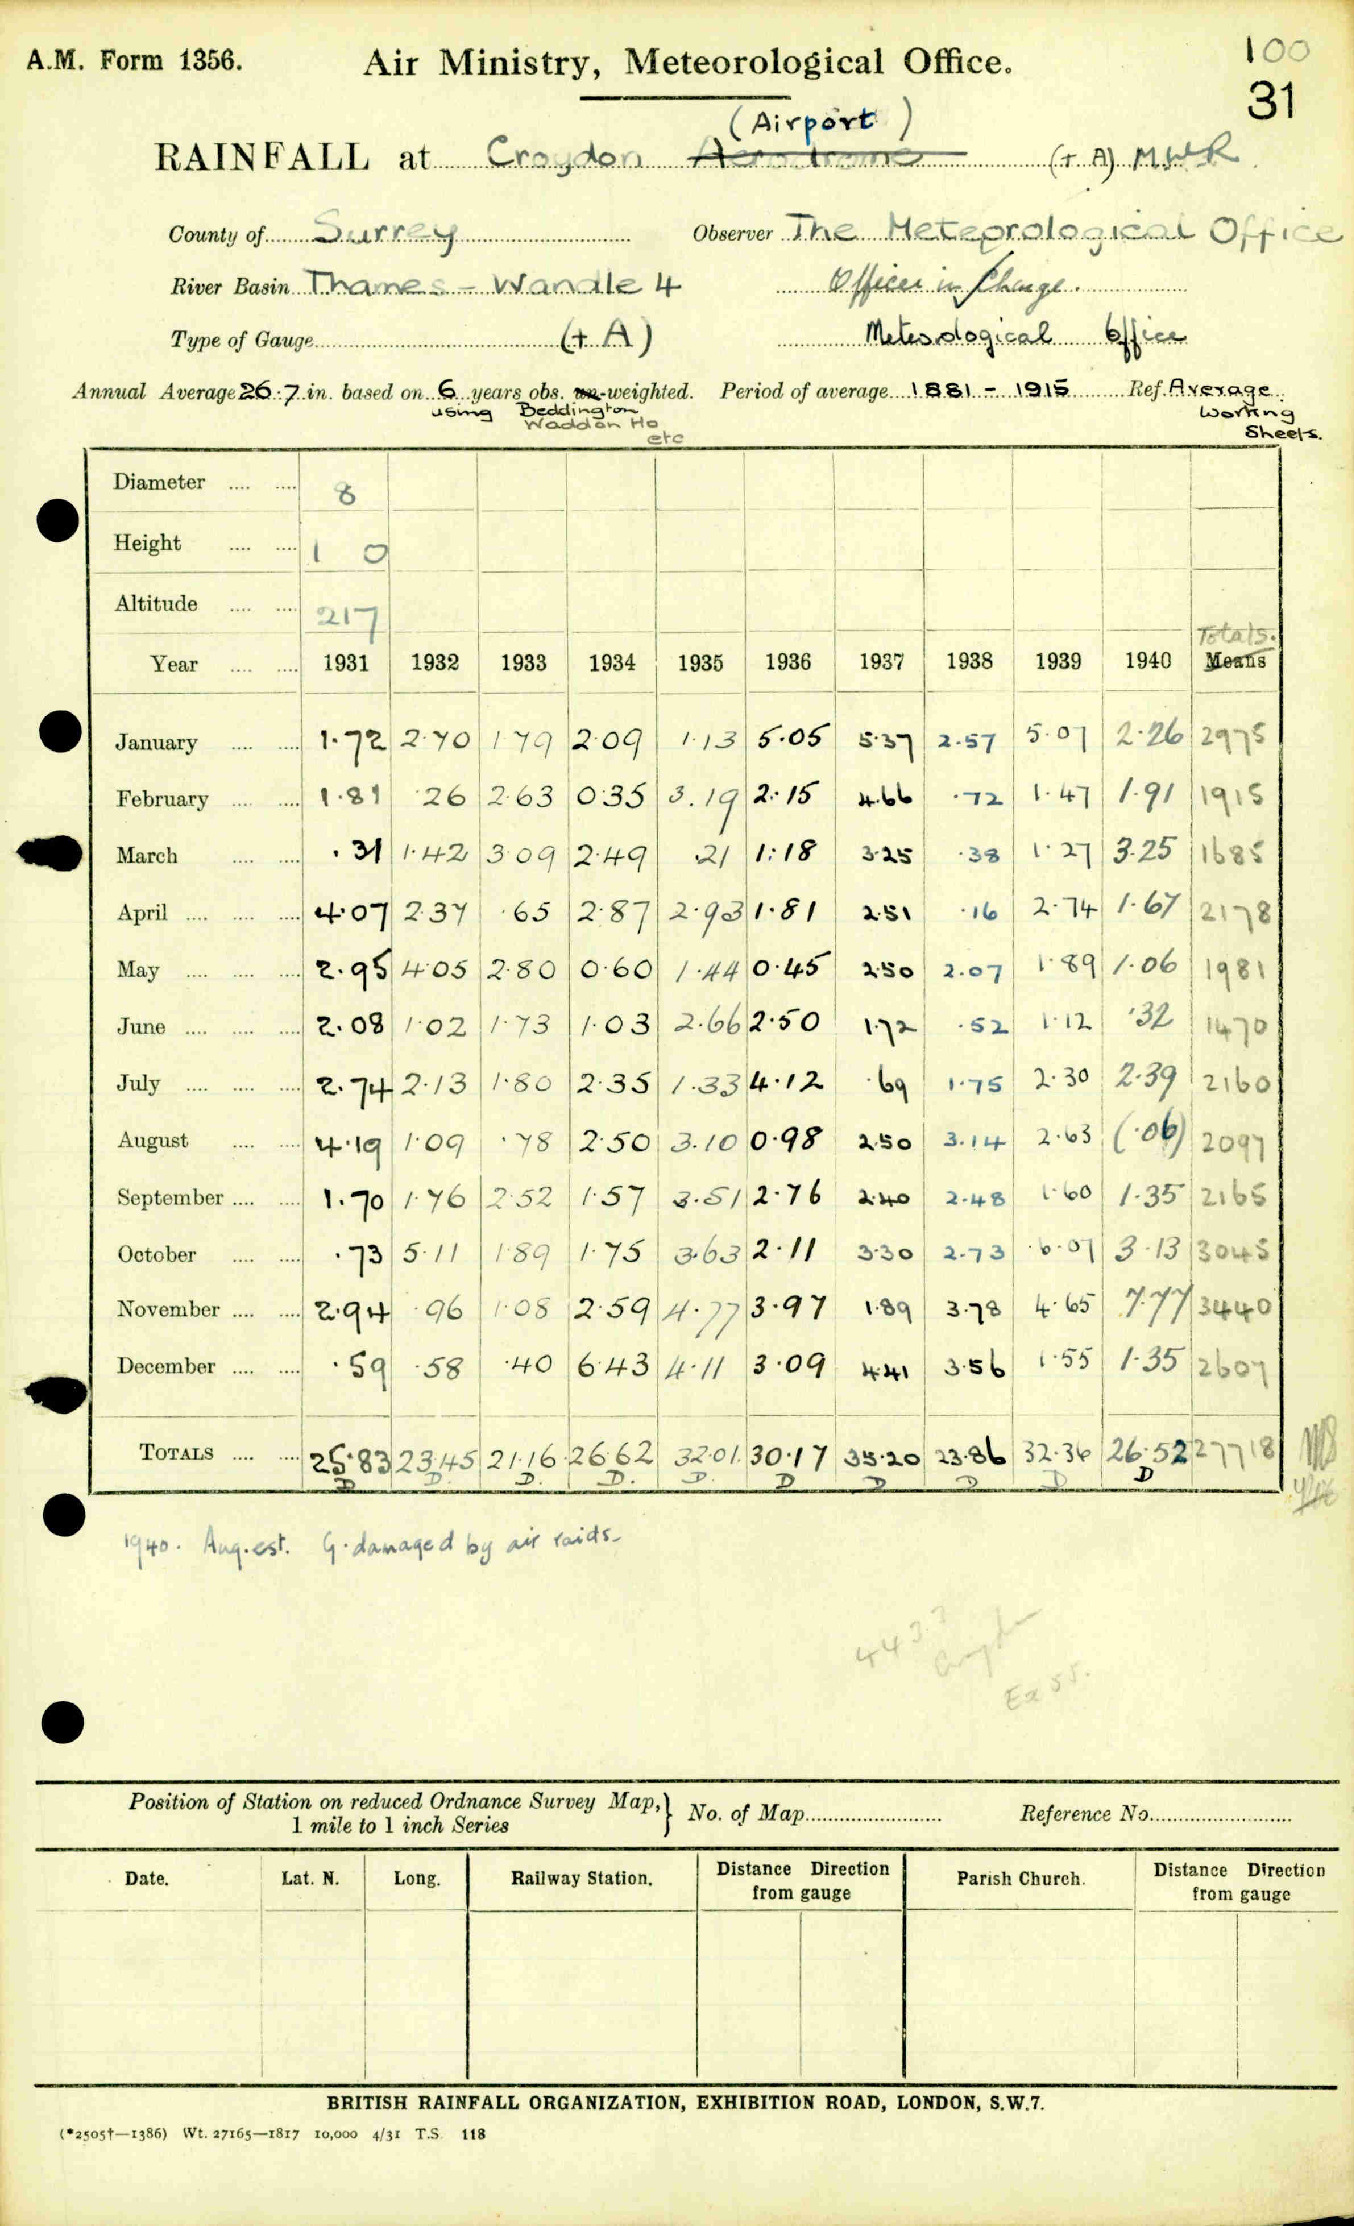 A.M. Form 1356.
Air Ministry, Meteorological Office.
100
31
(Airport)
RAINFALL at Croydon Aerodrome (+ A) M.W.R.
County of Surrey Observer The Meteorological Office
River Basin Thames - Wandle 4 Officer in Charge.
Type of Gauge (+ A) Meteorological Office
Annual Average 26.7 in. based on 6 years obs. un-weighted. Period of average 1881 - 1915 Ref. Average
using Beddington Working
Waddon Ho Sheets.
etc
Diameter 8
Height 1 0
Altitude 217
Totals.
Year 1931 1932 1933 1934 1935 1936 1937 1938 1939 1940 Means
January 1.72 2.70 1.79 2.09 1.13 5.05 5.37 2.57 5.07 2.26 2975
February 1.81 .26 2.63 0.35 3.19 2.15 4.66 .72 1.47 1.91 1915
March .31 1.42 3.09 2.49 .21 1.18 3.25 .38 1.27 3.25 1685
April 4.07 2.37 .65 2.87 2.93 1.81 2.51 .16 2.74 1.67 2178
May 2.95 4.05 2.80 0.60 1.44 0.45 2.50 2.07 1.89 1.06 1981
June 2.08 1.02 1.73 1.03 2.66 2.50 1.72 .52 1.12 .32 1470
July 2.74 2.13 1.80 2.35 1.33 4.12 .69 1.75 2.30 2.39 2160
August 4.19 1.09 .78 2.50 3.10 0.98 2.50 3.14 2.63 (.06) 2097
September 1.70 1.76 2.52 1.57 3.51 2.76 2.40 2.48 1.60 1.35 2165
October .73 5.11 1.89 1.75 3.63 2.11 3.30 2.73 6.07 3.13 3045
November 2.94 .96 1.08 2.59 4.77 3.97 1.89 3.78 4.65 7.77 3440
December .59 .58 .40 6.43 4.11 3.09 4.41 3.56 1.55 1.35 2607
TOTALS 25.83 23.45 21.16 26.62 32.01 30.17 35.20 23.86 32.36 26.52 27718
D D. D. D. D. D D D D D
1940. Aug. est. G. damaged by air raids.
4433
Croydon
Ex 55.
Position of Station on reduced Ordnance Survey Map, } No. of Map Reference No.
1 mile to 1 inch Series
Date. Lat. N. Long. Railway Station. Distance Direction from gauge Parish Church. Distance Direction from gauge
BRITISH RAINFALL ORGANIZATION, EXHIBITION ROAD, LONDON, S.W.7.
(*2505†—1386) Wt. 27165—1817 10,000 4/31 T.S. 118